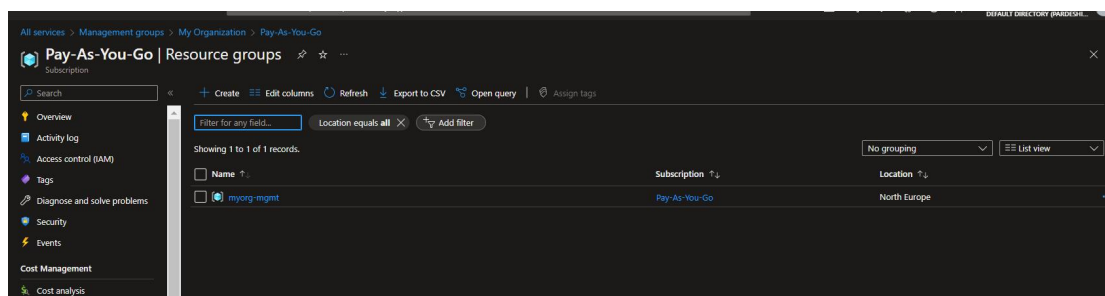 DEFAULT DIRECTORY (PARDESHI...
All services > Management groups > My Organization > Pay-As-You-Go
Pay-As-You-Go | Resource groups
Subscription
Search
Create Edit columns Refresh Export to CSV Open query Assign tags
Overview
Filter for any field... Location equals all Add filter
Activity log
Showing 1 to 1 of 1 records. No grouping List view
Access control (IAM)
Tags
Name Subscription Location
Diagnose and solve problems
myorg-mgmt Pay-As-You-Go North Europe
Security
Events
Cost Management
Cost analysis